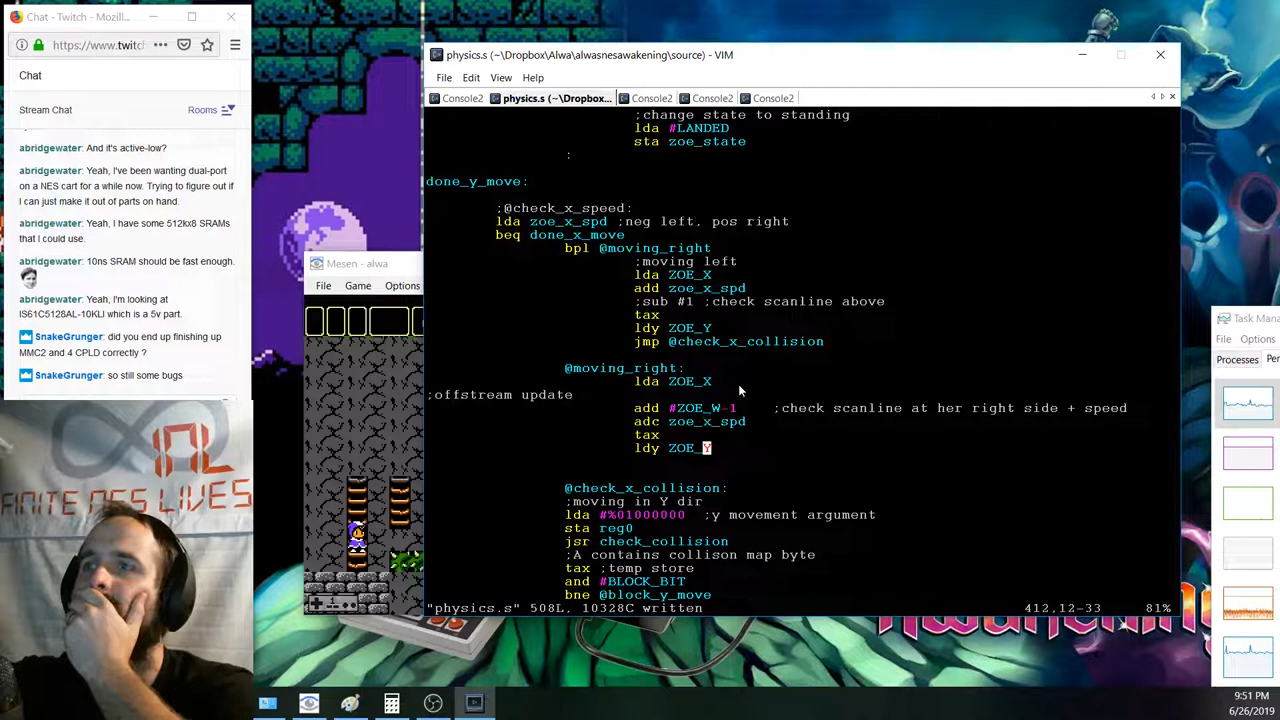 Chat - Twitch - Mozill...
https://www.twitch
Chat
Stream Chat
Rooms
abridgewater: And it's active-low?
abridgewater: Yeah, I've been wanting dual-port
on a NES cart for a while now. Trying to figure out if
I can just make it out of parts on hand.
abridgewater: Yeah, I have some 512kx8 SRAMs
that I could use.
abridgewater: 10ns SRAM should be fast enough.
abridgewater: Yeah, I'm looking at
IS61C5128AL-10KLI which is a 5v part.
SnakeGrunger: did you end up finishing up
MMC2 and 4 CPLD correctly ?
SnakeGrunger: so still some bugs
FINITE NES LIVES
Mesen - alwa
File Game Options
physics.s (~\Dropbox\Alwa\alwasnesawakening\source) - VIM
File Edit View Help
Console2 physics.s (~\Dropbox... Console2 Console2 Console2
;change state to standing
lda #LANDED
sta zoe_state
:
done_y_move:
;@check_x_speed:
lda zoe_x_spd ;neg left, pos right
beq done_x_move
bpl @moving_right
;moving left
lda ZOE_X
add zoe_x_spd
;sub #1 ;check scanline above
tax
ldy ZOE_Y
jmp @check_x_collision
@moving_right:
lda ZOE_X
;offstream update
add #ZOE_W-1 ;check scanline at her right side + speed
adc zoe_x_spd
tax
ldy ZOE_Y
@check_x_collision:
;moving in Y dir
lda #%01000000 ;y movement argument
sta reg0
jsr check_collision
;A contains collison map byte
tax ;temp store
and #BLOCK_BIT
bne @block_y_move
"physics.s" 508L, 10328C written 412,12-33 81%
Task Mana
File Options
Processes Pe
9:51 PM
6/26/2019